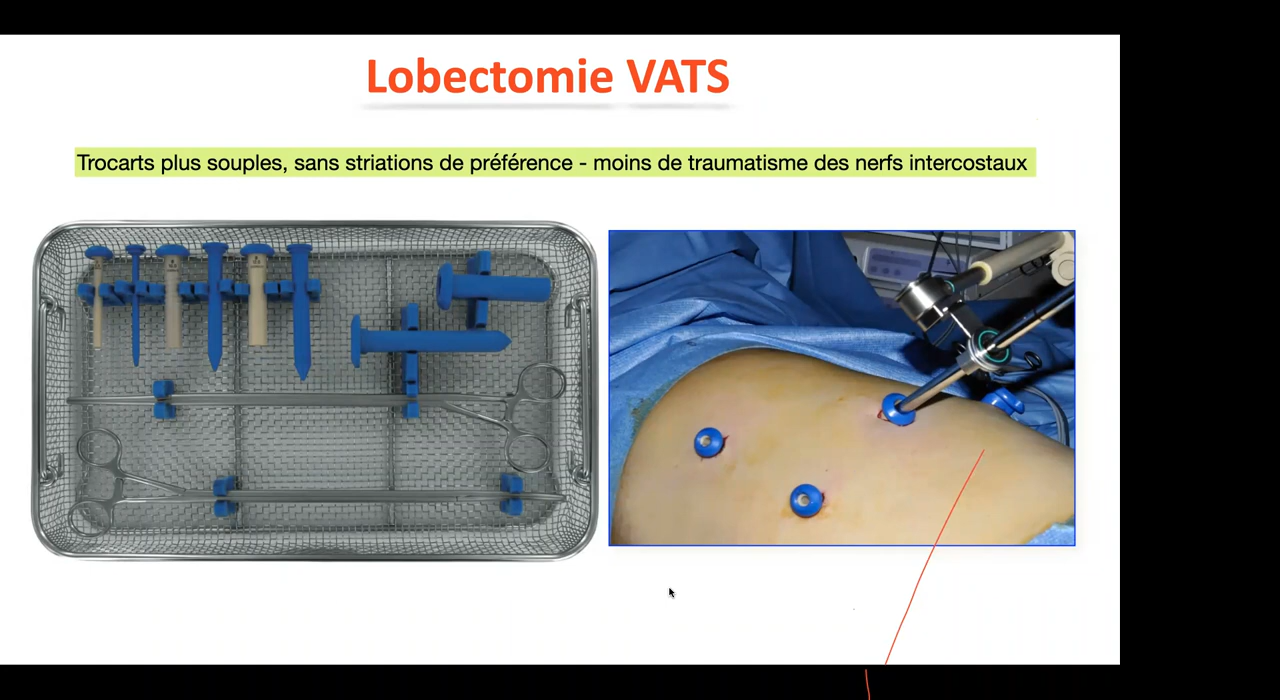 Lobectomie VATS
Trocarts plus souples, sans striations de préférence - moins de traumatisme des nerfs intercostaux